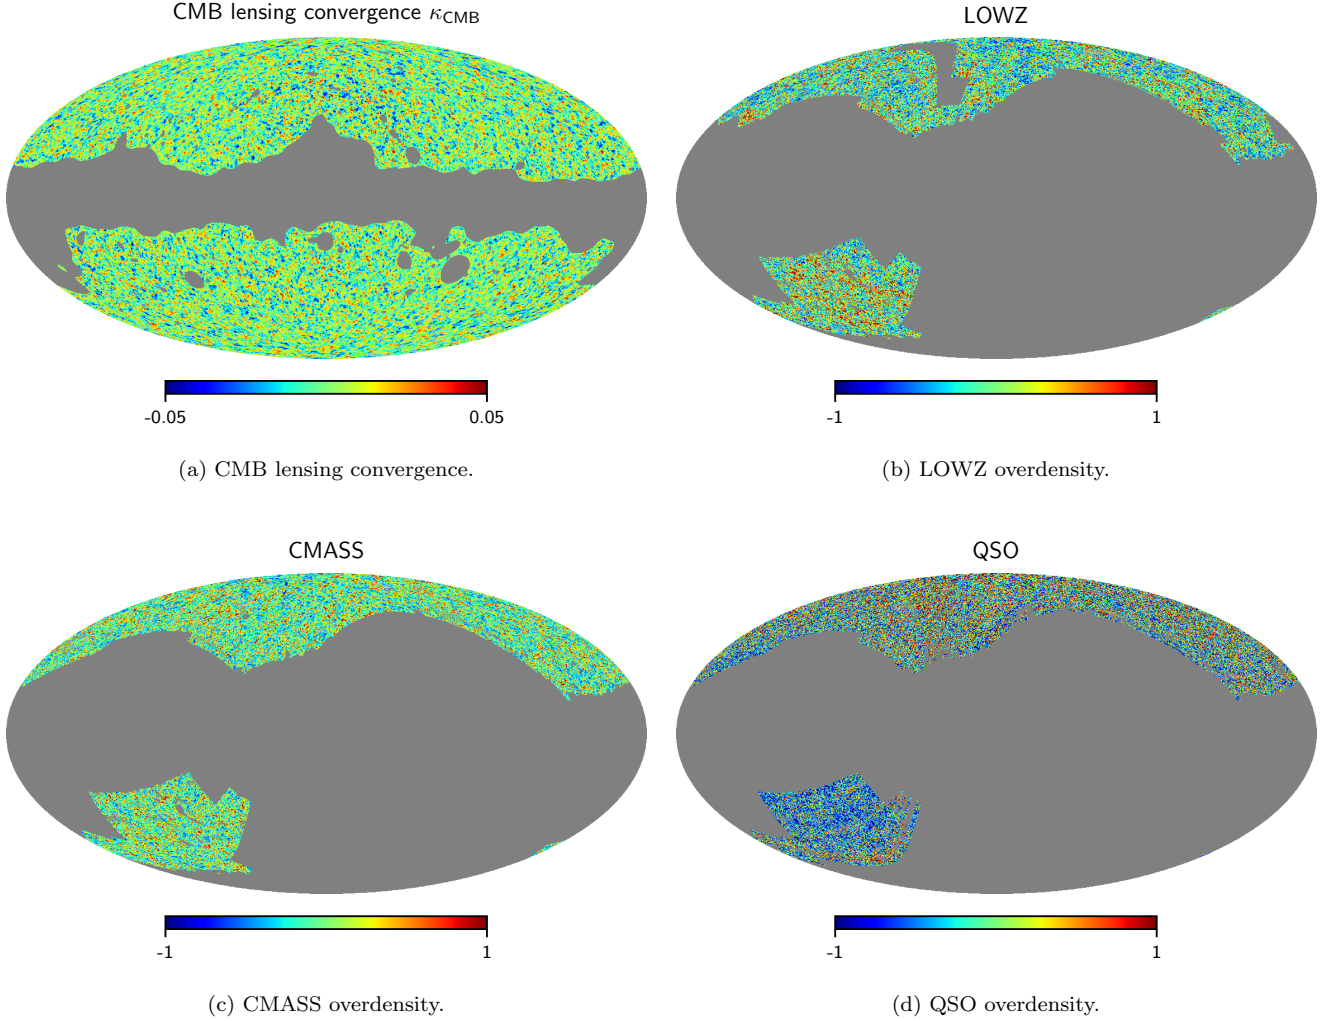 CMB lensing convergence κCMB
LOWZ
-0.05 0.05
-1 1
(a) CMB lensing convergence.
(b) LOWZ overdensity.
CMASS
QSO
-1 1
-1 1
(c) CMASS overdensity.
(d) QSO overdensity.